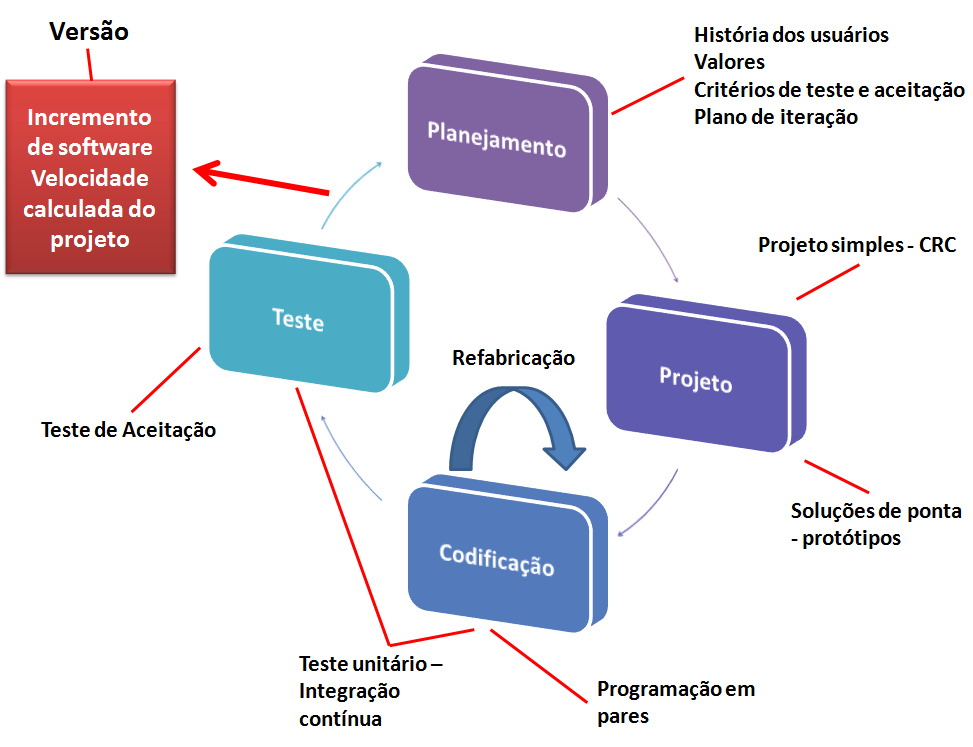 Versão
Incremento
de software
Velocidade
calculada do
projeto
Planejamento
História dos usuários
Valores
Critérios de teste e aceitação
Plano de iteração
Projeto simples - CRC
Projeto
Soluções de ponta
- protótipos
Teste
Teste de Aceitação
Refabricação
Codificação
Teste unitário –
Integração
contínua
Programação em
pares